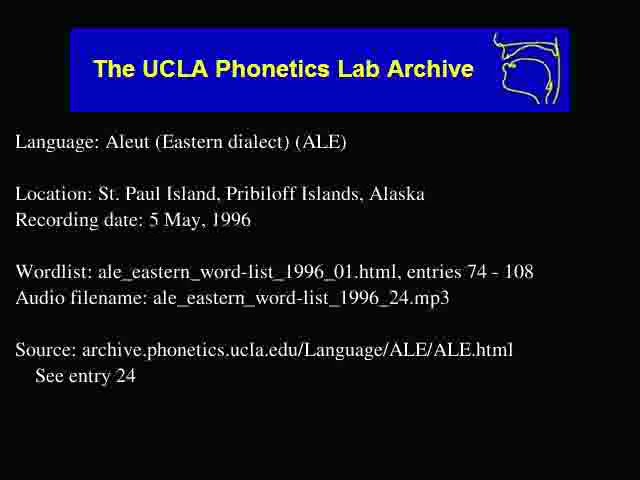 The UCLA Phonetics Lab Archive
Language: Aleut (Eastern dialect) (ALE)
Location: St. Paul Island, Pribiloff Islands, Alaska
Recording date: 5 May, 1996
Wordlist: ale_eastern_word-list_1996_01.html, entries 74 - 108
Audio filename: ale_eastern_word-list_1996_24.mp3
Source: archive.phonetics.ucla.edu/Language/ALE/ALE.html
See entry 24